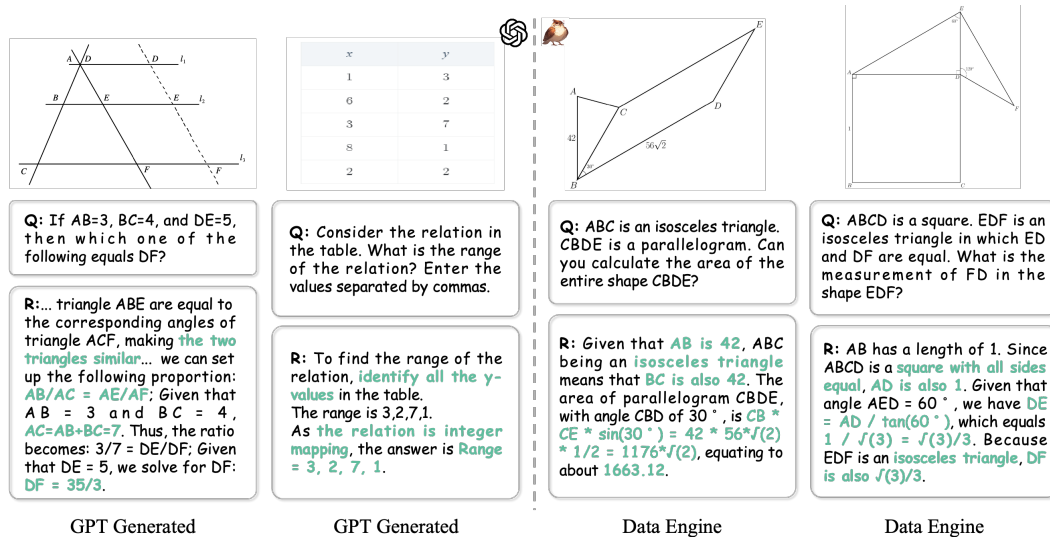 A D D l₁
B E E l₂
C F F l₃
x y
1 3
6 2
3 7
8 1
2 2
E
A
C
D
42
56√2
30°
B
E
60°
A
D
120°
F
1
B
C
Q: If AB=3, BC=4, and DE=5,
then which one of the
following equals DF?
R:... triangle ABE are equal to
the corresponding angles of
triangle ACF, making the two
triangles similar... we can set
up the following proportion:
AB/AC = AE/AF; Given that
AB = 3 and BC = 4,
AC=AB+BC=7. Thus, the ratio
becomes: 3/7 = DE/DF; Given
that DE = 5, we solve for DF:
DF = 35/3.
GPT Generated
Q: Consider the relation in
the table. What is the range
of the relation? Enter the
values separated by commas.
R: To find the range of the
relation, identify all the y-
values in the table.
The range is 3,2,7,1.
As the relation is integer
mapping, the answer is Range
= 3, 2, 7, 1.
GPT Generated
Q: ABC is an isosceles triangle.
CBDE is a parallelogram. Can
you calculate the area of the
entire shape CBDE?
R: Given that AB is 42, ABC
being an isosceles triangle
means that BC is also 42. The
area of parallelogram CBDE,
with angle CBD of 30 °, is CB *
CE * sin(30 ° ) = 42 * 56*√(2)
* 1/2 = 1176*√(2), equating to
about 1663.12.
Data Engine
Q: ABCD is a square. EDF is an
isosceles triangle in which ED
and DF are equal. What is the
measurement of FD in the
shape EDF?
R: AB has a length of 1. Since
ABCD is a square with all sides
equal, AD is also 1. Given that
angle AED = 60 °, we have DE
= AD / tan(60 ° ), which equals
1 / √(3) = √(3)/3. Because
EDF is an isosceles triangle, DF
is also √(3)/3.
Data Engine